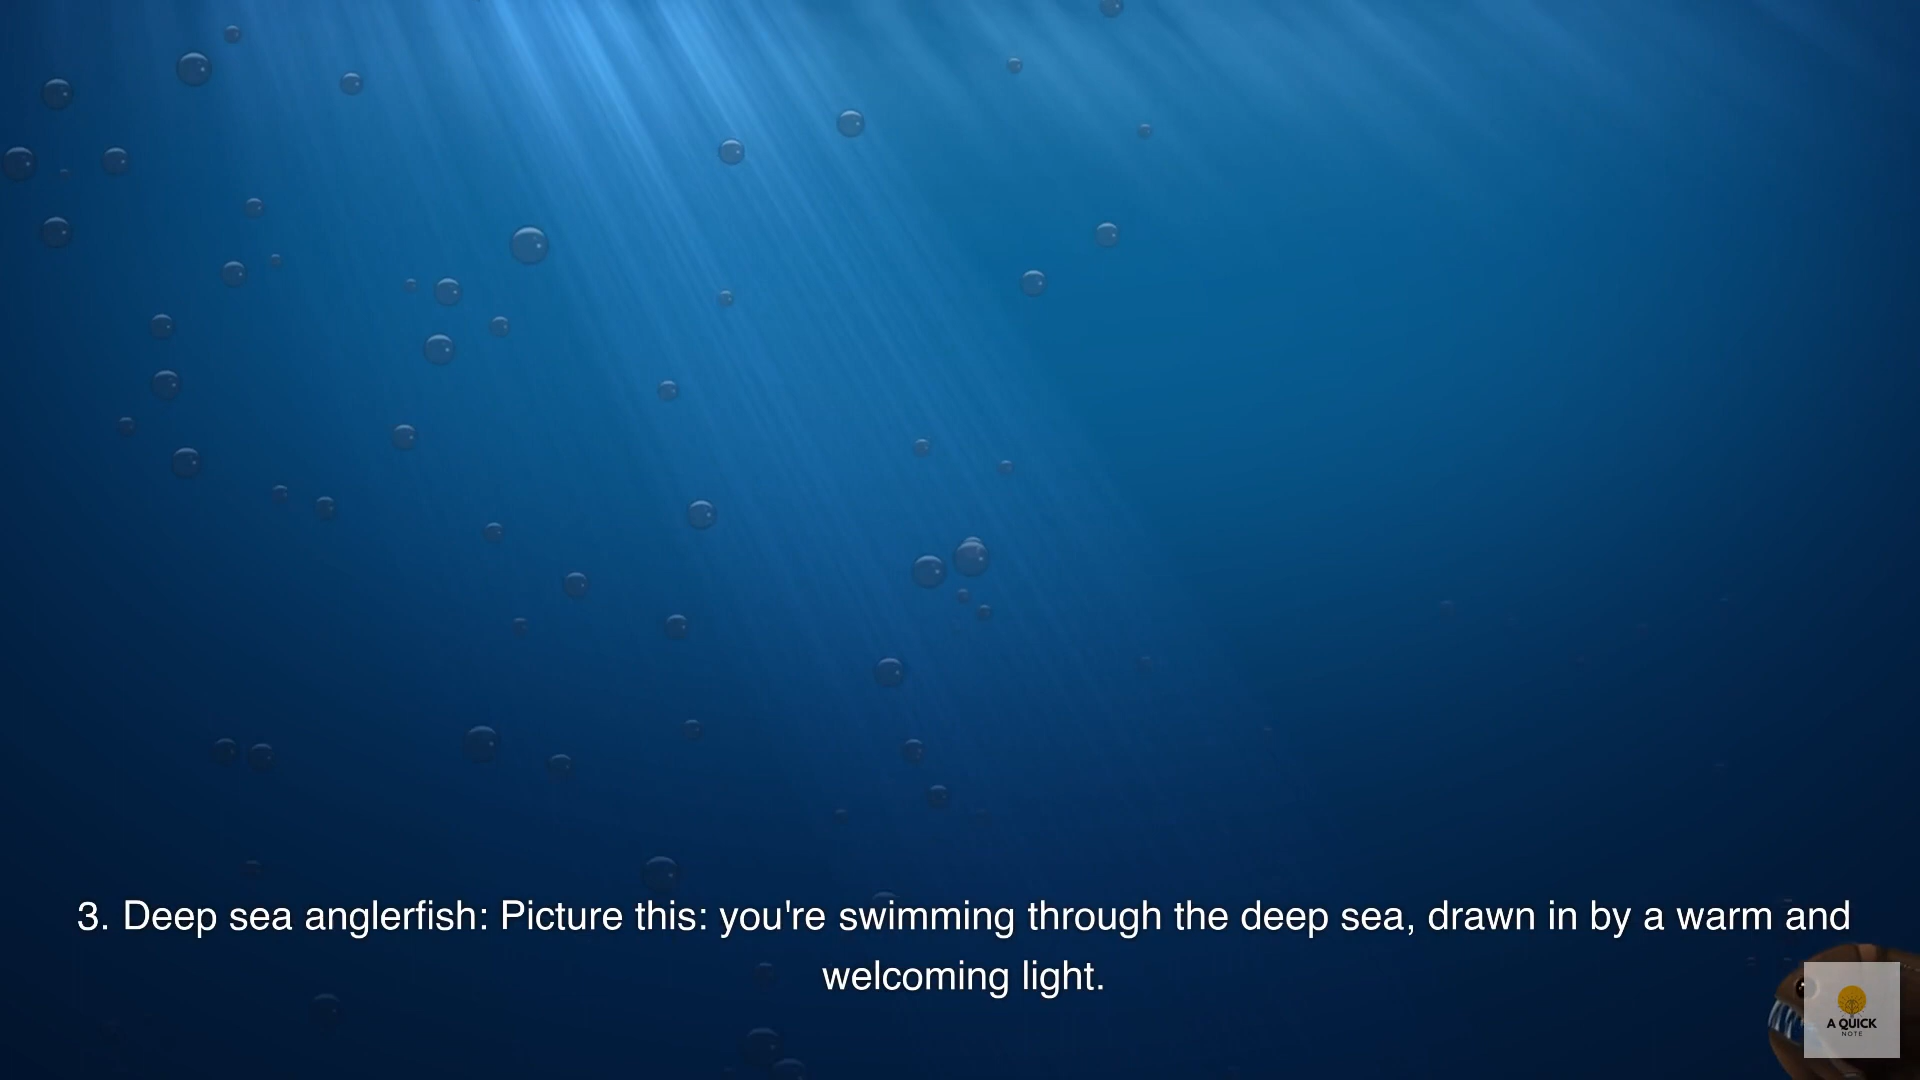 3. Deep sea anglerfish: Picture this: you're swimming through the deep sea, drawn in by a warm and
welcoming light.
A QUICK
NOTE